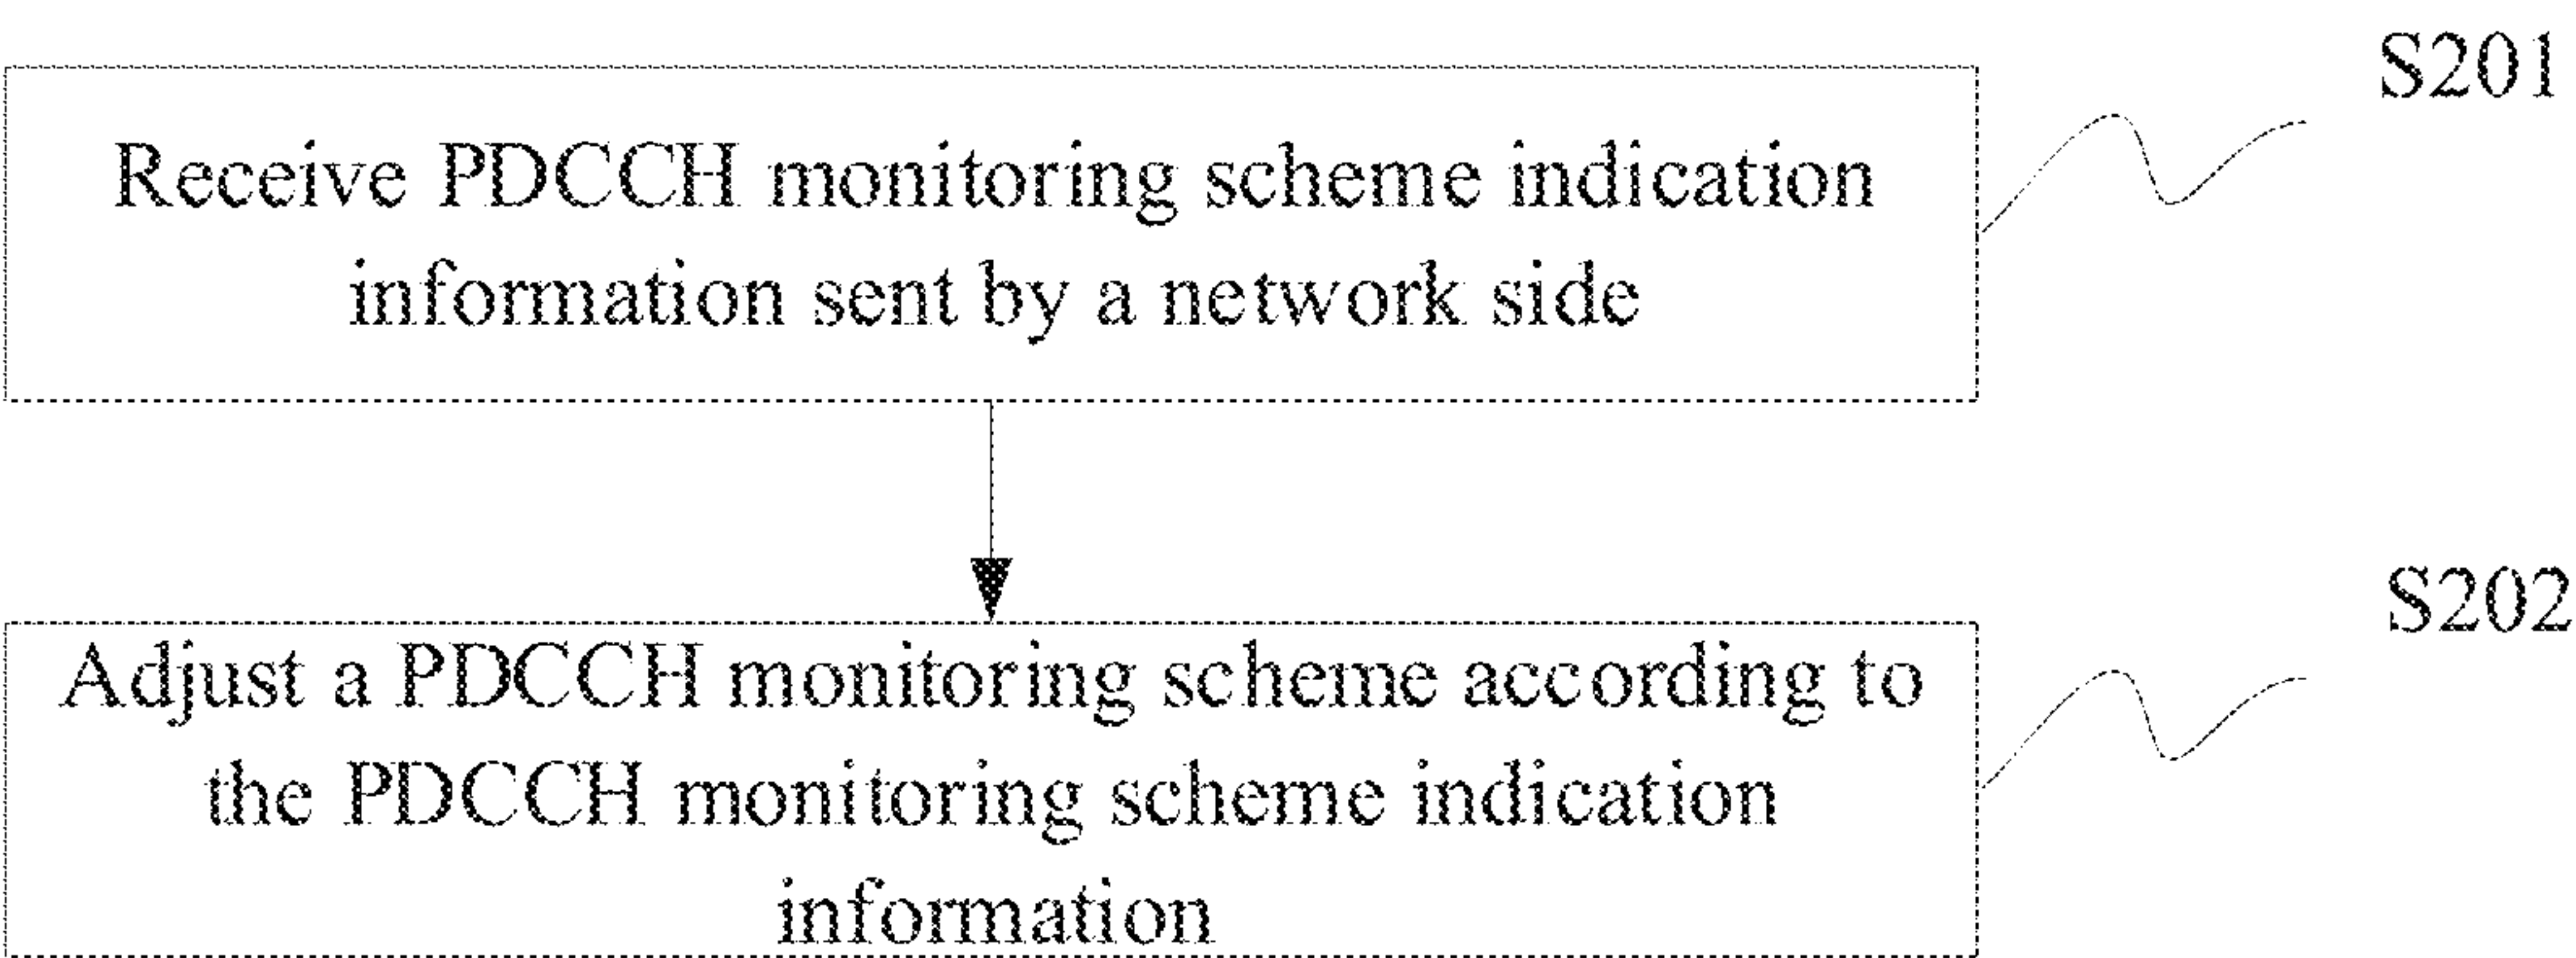 S201
Receive PDCCH monitoring scheme indication
information sent by a network side
S202
Adjust a PDCCH monitoring scheme according to
the PDCCH monitoring scheme indication
information